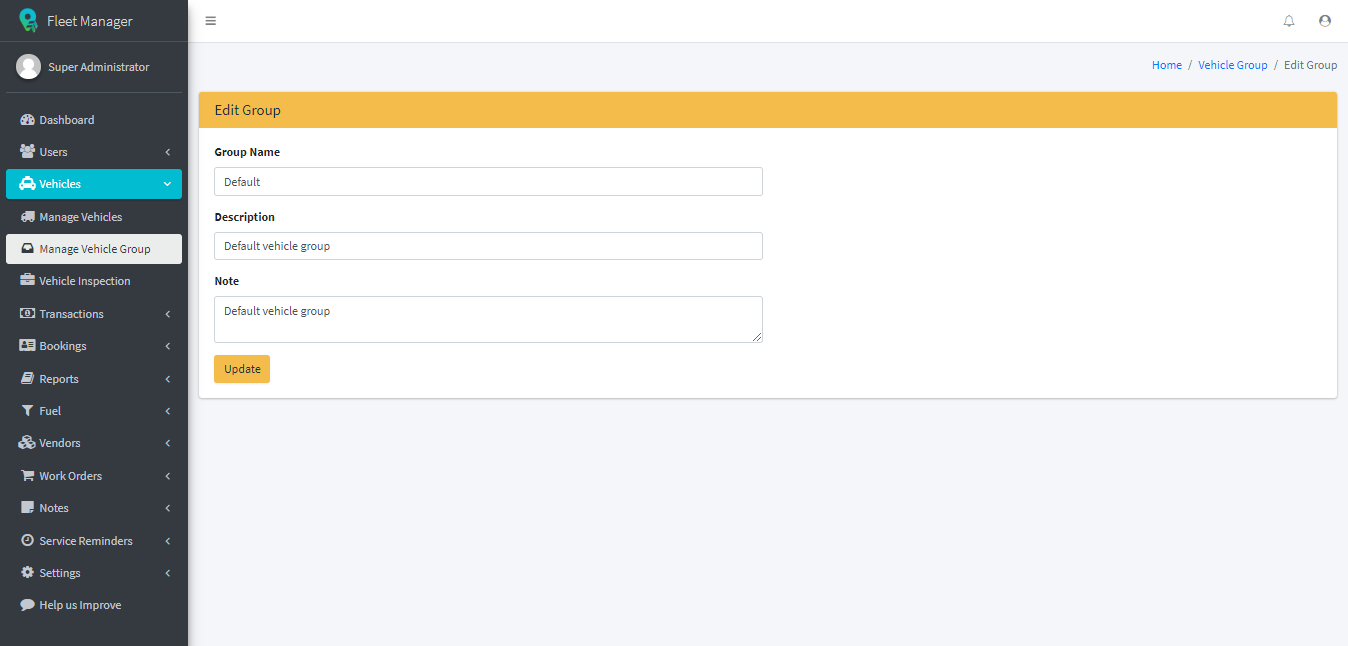 Fleet Manager
Super Administrator
Dashboard
Users
Vehicles
Manage Vehicles
Manage Vehicle Group
Vehicle Inspection
Transactions
Bookings
Reports
Fuel
Vendors
Work Orders
Notes
Service Reminders
Settings
Help us Improve
Home / Vehicle Group / Edit Group
Edit Group
Group Name
Default
Description
Default vehicle group
Note
Default vehicle group
Update